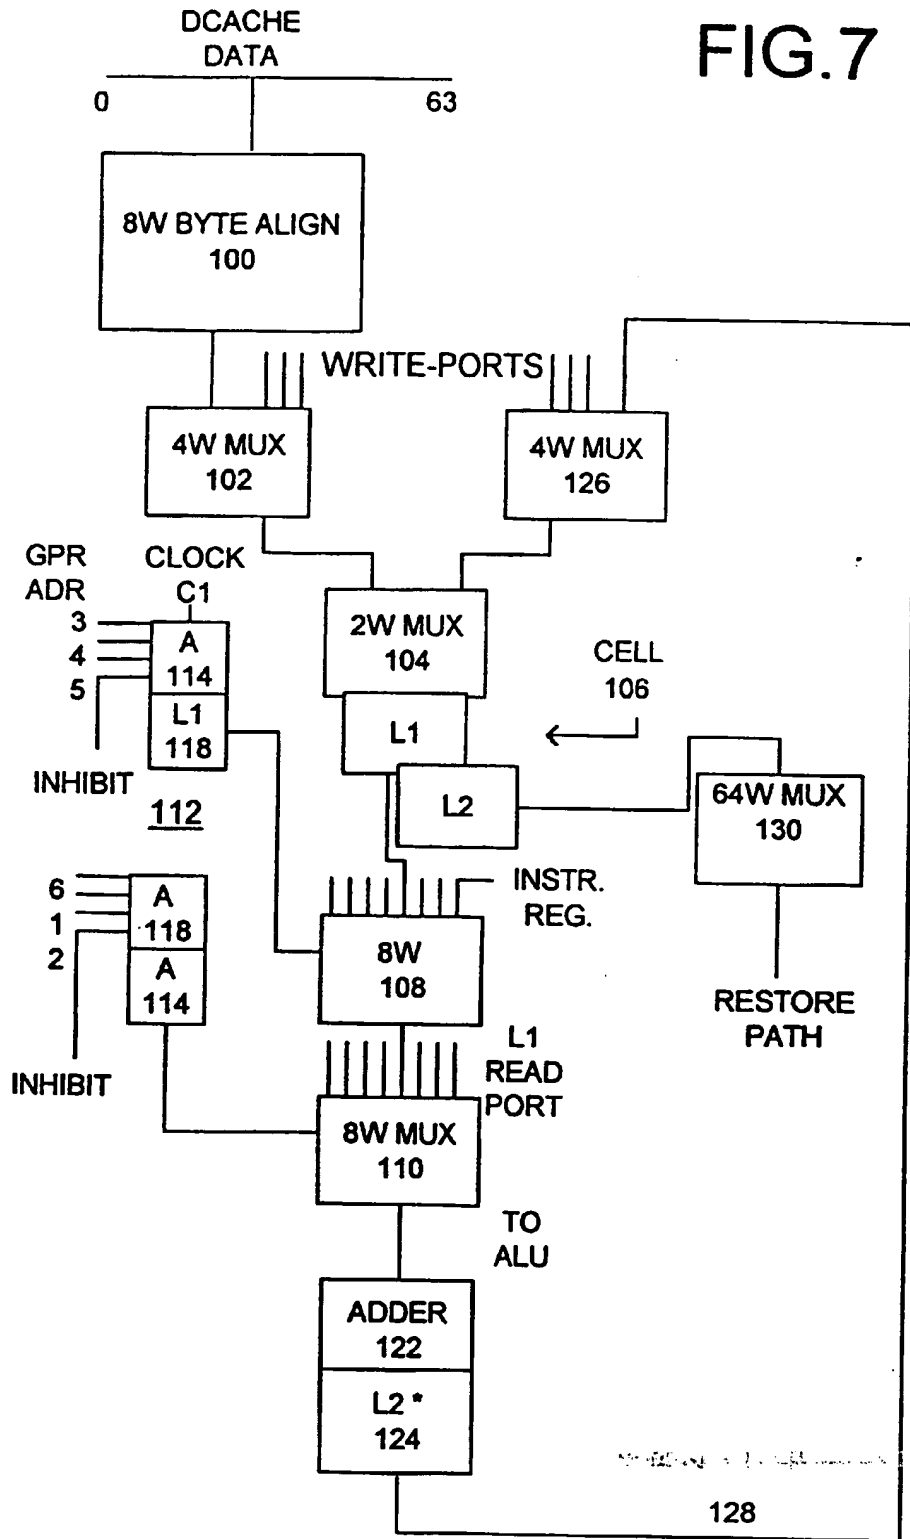 DCACHE
DATA
FIG.7
0
63
8W BYTE ALIGN
100
WRITE-PORTS
4W MUX
102
4W MUX
126
GPR
ADR
CLOCK
C1
3
4
5
A
114
L1
118
INHIBIT
112
2W MUX
104
L1
L2
CELL
106
64W MUX
130
RESTORE
PATH
6
1
2
A
118
A
114
INHIBIT
INSTR.
REG.
8W
108
L1
READ
PORT
8W MUX
110
TO
ALU
ADDER
122
L2 *
124
128